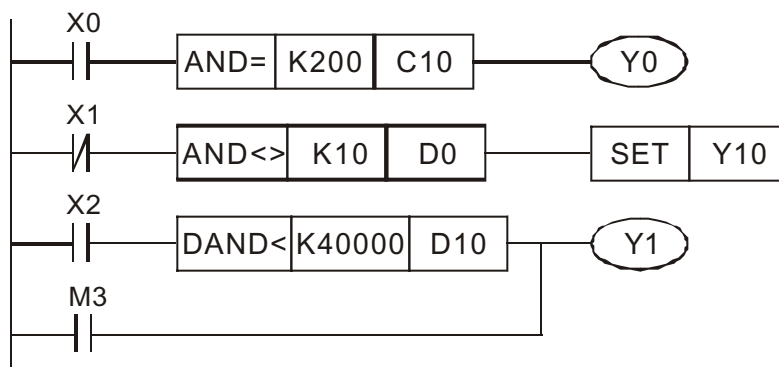 X0
AND= K200 C10 Y0
X1
AND<> K10 D0 SET Y10
X2
DAND< K40000 D10 Y1
M3